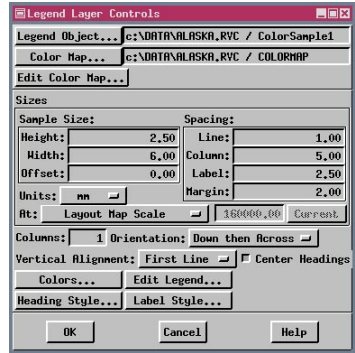 Legend Layer Controls
Legend Object... c:\DATA\ALASKA.RVC / ColorSample1
Color Map... c:\DATA\ALASKA.RVC / COLORMAP
Edit Color Map...
Sizes
Sample Size: Spacing:
Height: 2.50 Line: 1.00
Width: 6.00 Column: 5.00
Offset: 0.00 Label: 2.50
Units: mm Margin: 2.00
At: Layout Map Scale 160000.00 Current
Columns: 1 Orientation: Down then Across
Vertical Alignment: First Line Center Headings
Colors... Edit Legend...
Heading Style... Label Style...
OK Cancel Help